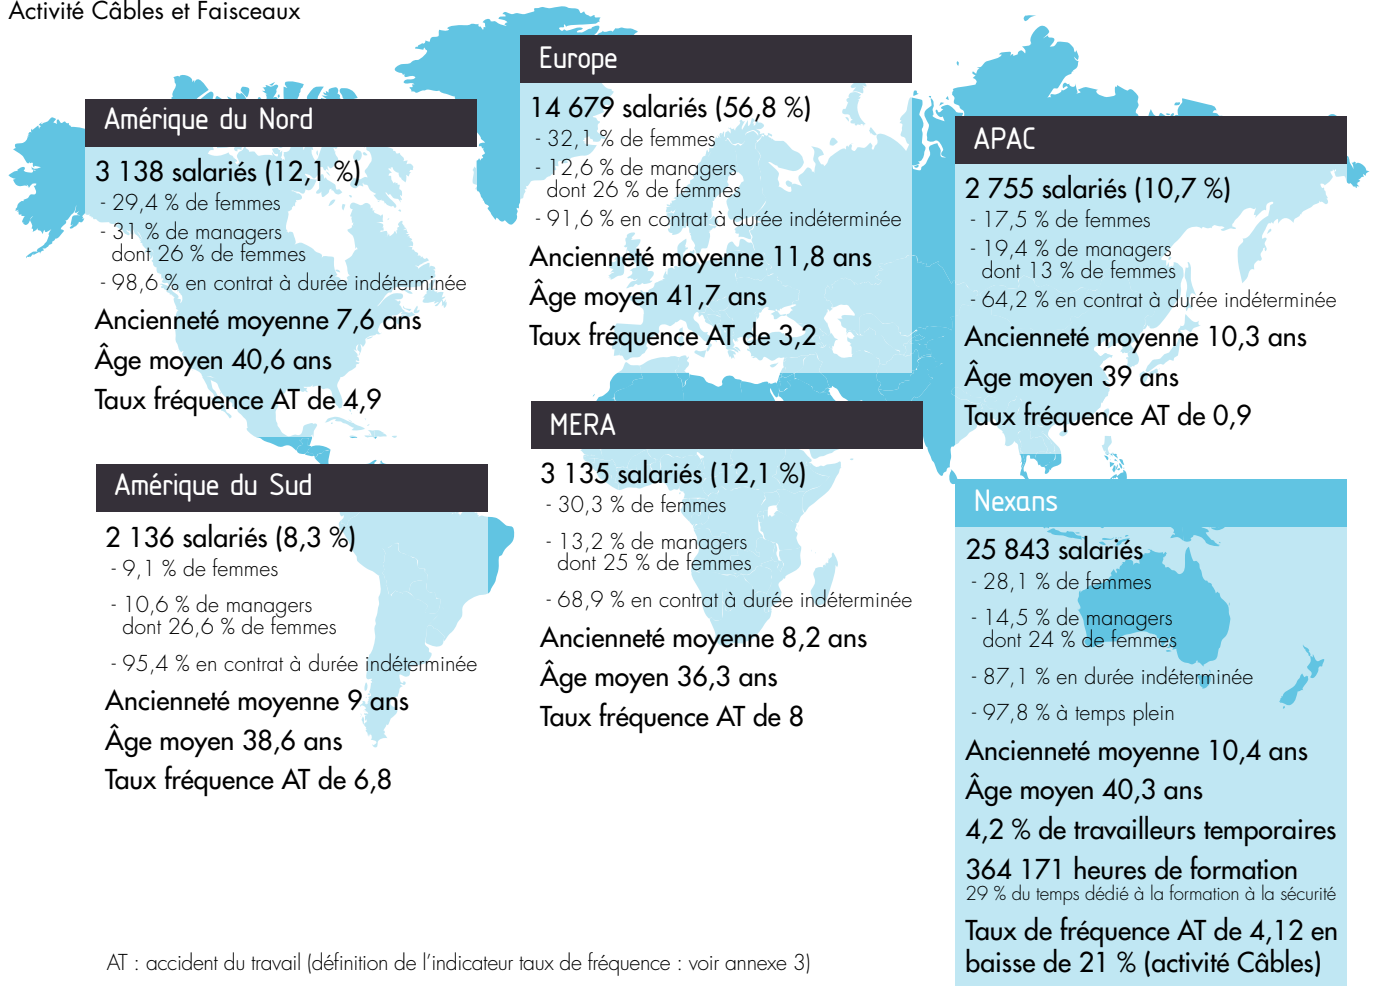 Activité Câbles et Faisceaux
Amérique du Nord
3 138 salariés (12,1 %)
- 29,4 % de femmes
- 31 % de managers
dont 26 % de femmes
- 98,6 % en contrat à durée indéterminée
Ancienneté moyenne 7,6 ans
Âge moyen 40,6 ans
Taux fréquence AT de 4,9
Europe
14 679 salariés (56,8 %)
- 32,1 % de femmes
- 12,6 % de managers
dont 26 % de femmes
- 91,6 % en contrat à durée indéterminée
Ancienneté moyenne 11,8 ans
Âge moyen 41,7 ans
Taux fréquence AT de 3,2
APAC
2 755 salariés (10,7 %)
- 17,5 % de femmes
- 19,4 % de managers
dont 13 % de femmes
- 64,2 % en contrat à durée indéterminée
Ancienneté moyenne 10,3 ans
Âge moyen 39 ans
Taux fréquence AT de 0,9
Amérique du Sud
2 136 salariés (8,3 %)
- 9,1 % de femmes
- 10,6 % de managers
dont 26,6 % de femmes
- 95,4 % en contrat à durée indéterminée
Ancienneté moyenne 9 ans
Âge moyen 38,6 ans
Taux fréquence AT de 6,8
MERA
3 135 salariés (12,1 %)
- 30,3 % de femmes
- 13,2 % de managers
dont 25 % de femmes
- 68,9 % en contrat à durée indéterminée
Ancienneté moyenne 8,2 ans
Âge moyen 36,3 ans
Taux fréquence AT de 8
Nexans
25 843 salariés
- 28,1 % de femmes
- 14,5 % de managers
dont 24 % de femmes
- 87,1 % en durée indéterminée
- 97,8 % à temps plein
Ancienneté moyenne 10,4 ans
Âge moyen 40,3 ans
4,2 % de travailleurs temporaires
364 171 heures de formation
29 % du temps dédié à la formation à la sécurité
Taux de fréquence AT de 4,12 en
baisse de 21 % (activité Câbles)
AT : accident du travail (définition de l'indicateur taux de fréquence : voir annexe 3)